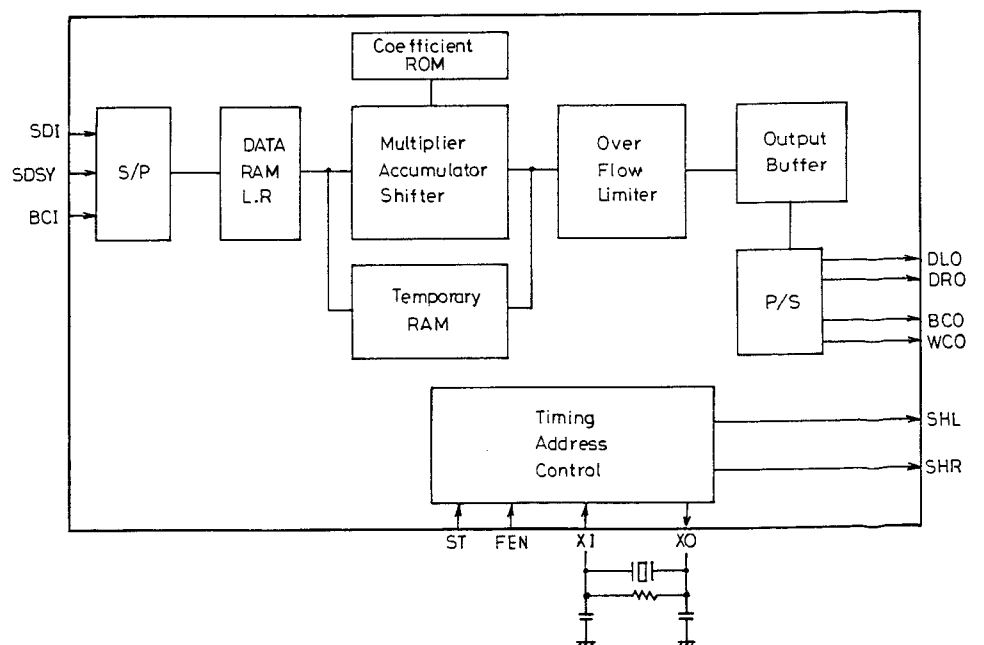 Coefficient
ROM
SDI
SDSY
BCI
S/P
DATA
RAM
L.R
Multiplier
Accumulator
Shifter
Over
Flow
Limiter
Output
Buffer
Temporary
RAM
P/S
DLO
DRO
BCO
WCO
Timing
Address
Control
SHL
SHR
ST
FEN
XI
XO